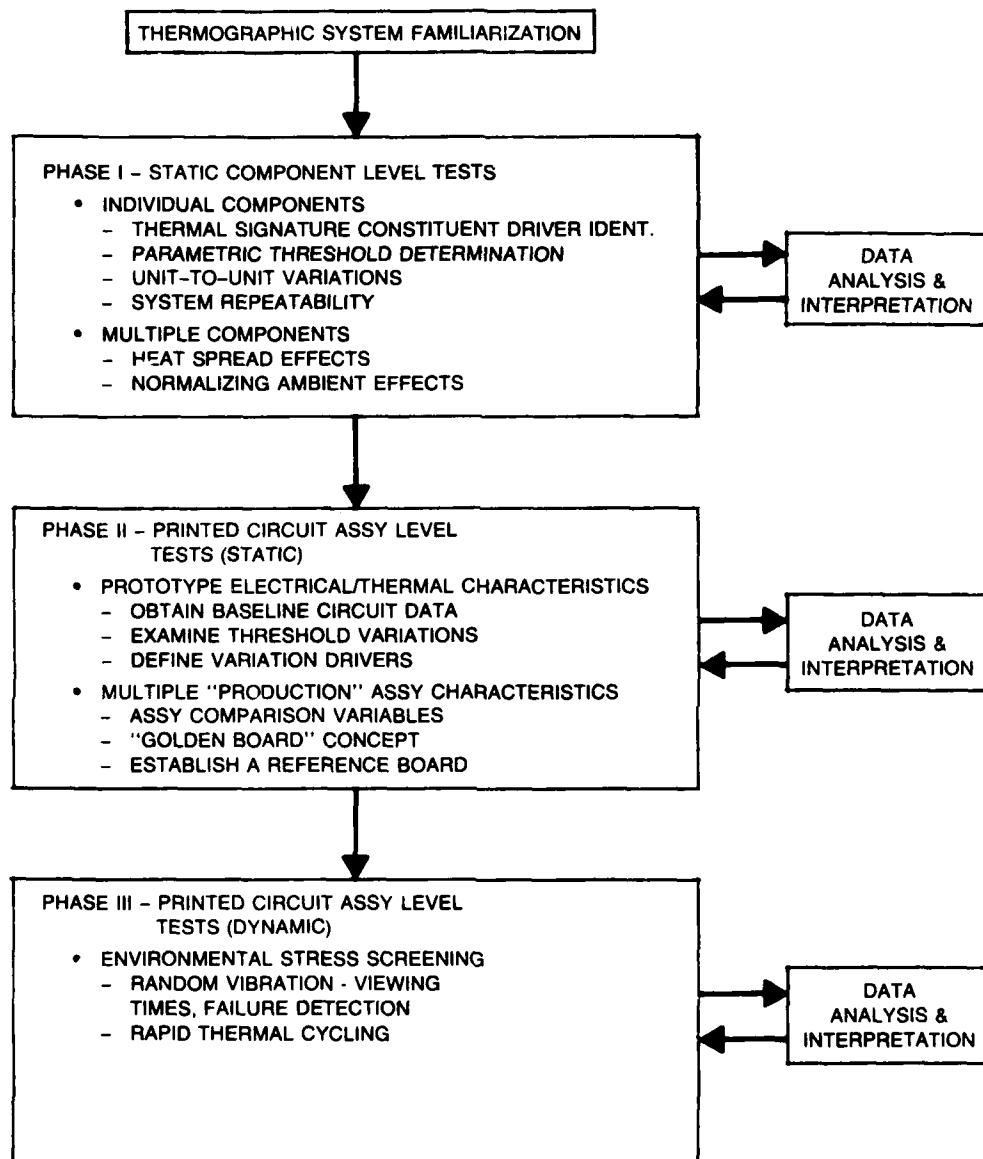 THERMOGRAPHIC SYSTEM FAMILIARIZATION
PHASE I – STATIC COMPONENT LEVEL TESTS
• INDIVIDUAL COMPONENTS
– THERMAL SIGNATURE CONSTITUENT DRIVER IDENT.
– PARAMETRIC THRESHOLD DETERMINATION
– UNIT–TO–UNIT VARIATIONS
– SYSTEM REPEATABILITY
• MULTIPLE COMPONENTS
– HEAT SPREAD EFFECTS
– NORMALIZING AMBIENT EFFECTS
DATA
ANALYSIS &
INTERPRETATION
PHASE II – PRINTED CIRCUIT ASSY LEVEL
TESTS (STATIC)
• PROTOTYPE ELECTRICAL/THERMAL CHARACTERISTICS
– OBTAIN BASELINE CIRCUIT DATA
– EXAMINE THRESHOLD VARIATIONS
– DEFINE VARIATION DRIVERS
• MULTIPLE "PRODUCTION" ASSY CHARACTERISTICS
– ASSY COMPARISON VARIABLES
– "GOLDEN BOARD" CONCEPT
– ESTABLISH A REFERENCE BOARD
DATA
ANALYSIS &
INTERPRETATION
PHASE III – PRINTED CIRCUIT ASSY LEVEL
TESTS (DYNAMIC)
• ENVIRONMENTAL STRESS SCREENING
– RANDOM VIBRATION - VIEWING
TIMES, FAILURE DETECTION
– RAPID THERMAL CYCLING
DATA
ANALYSIS &
INTERPRETATION